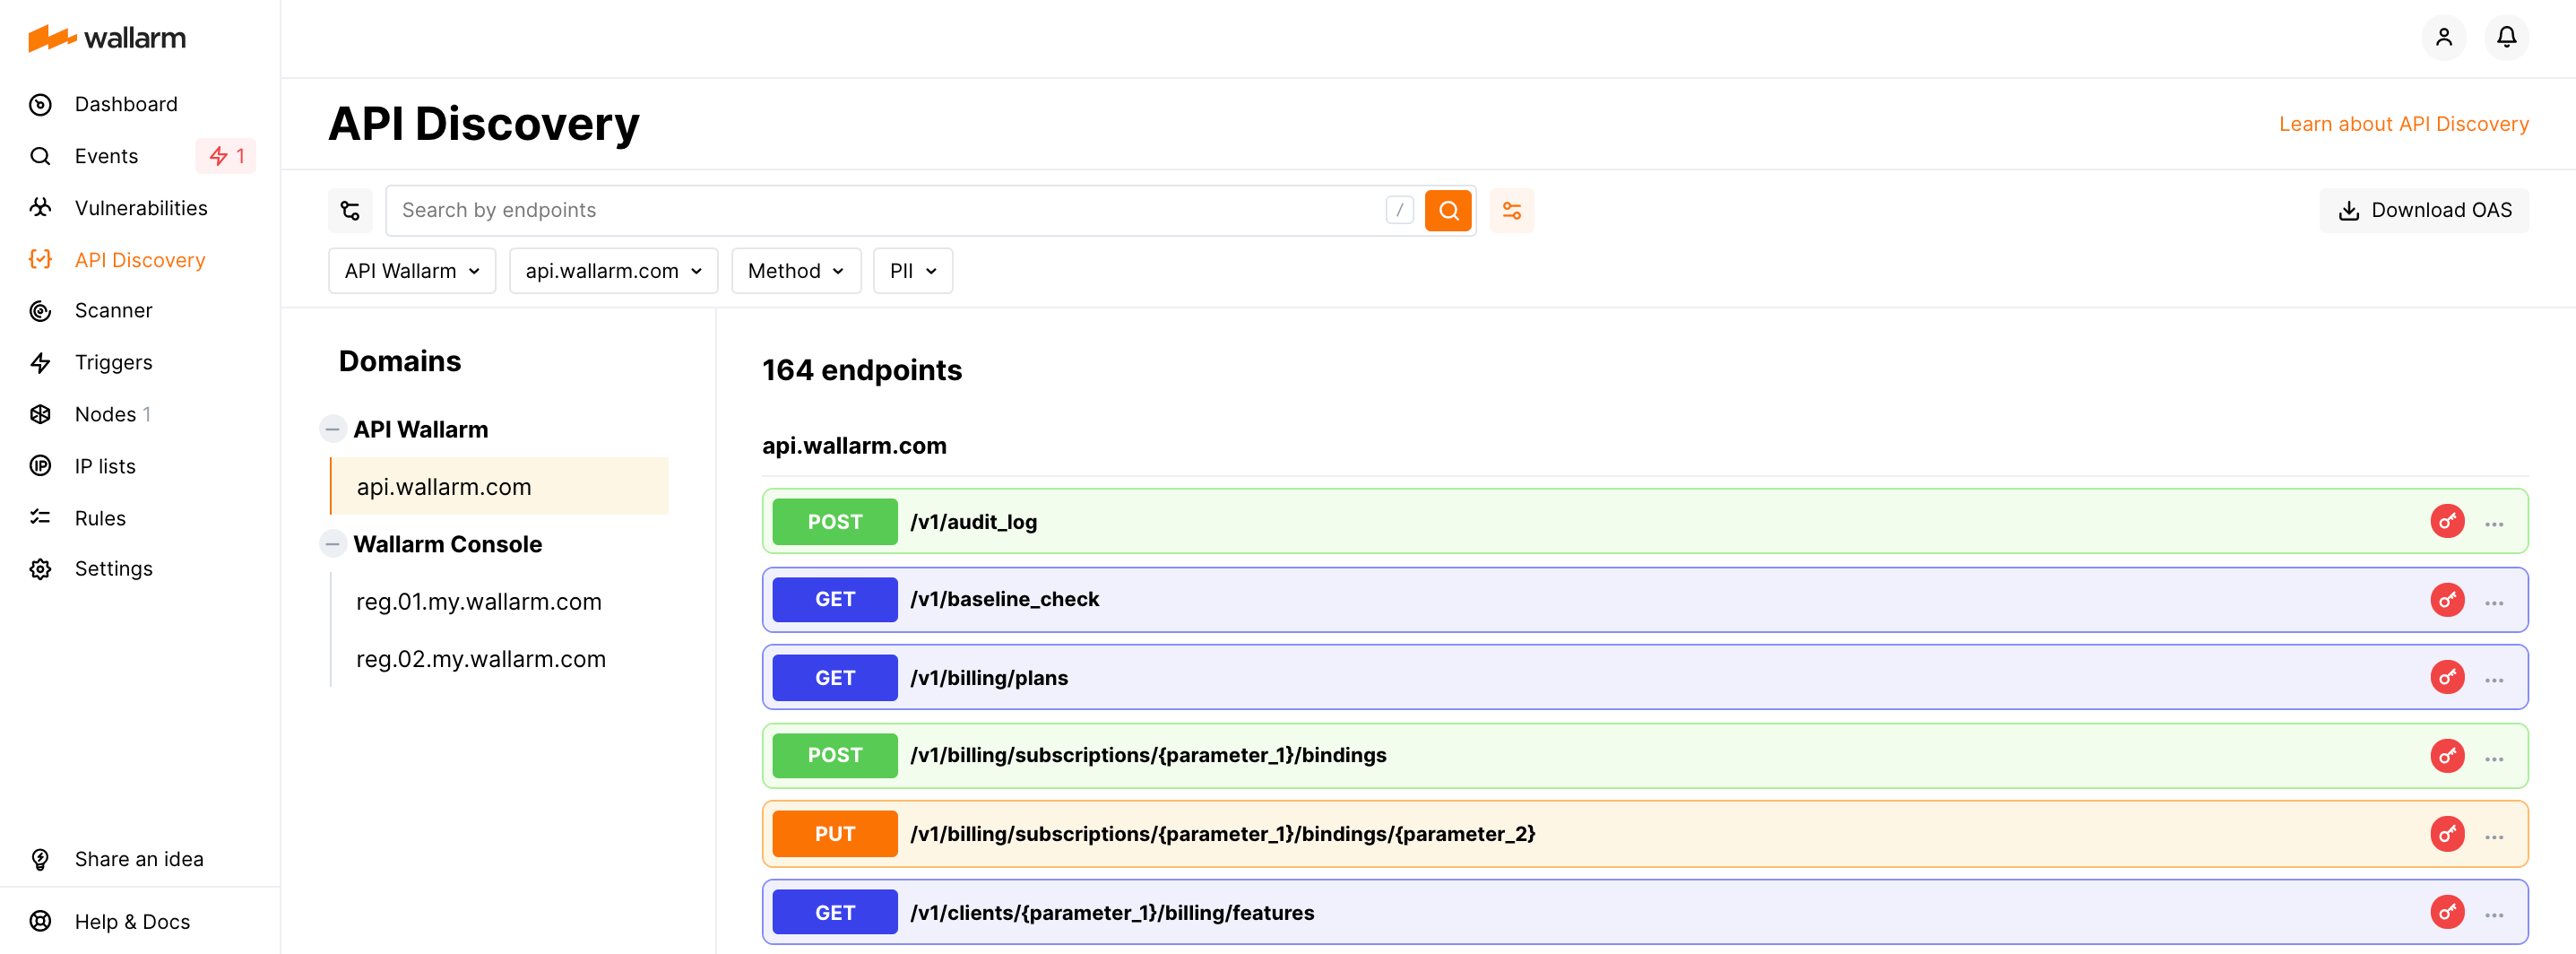 wallarm
Dashboard
Events 1
Vulnerabilities
API Discovery
Scanner
Triggers
Nodes 1
IP lists
Rules
Settings
Share an idea
Help & Docs
API Discovery
Learn about API Discovery
Search by endpoints /
Download OAS
API Wallarm
api.wallarm.com
Method
PII
Domains
API Wallarm
api.wallarm.com
Wallarm Console
reg.01.my.wallarm.com
reg.02.my.wallarm.com
164 endpoints
api.wallarm.com
POST /v1/audit_log
GET /v1/baseline_check
GET /v1/billing/plans
POST /v1/billing/subscriptions/{parameter_1}/bindings
PUT /v1/billing/subscriptions/{parameter_1}/bindings/{parameter_2}
GET /v1/clients/{parameter_1}/billing/features